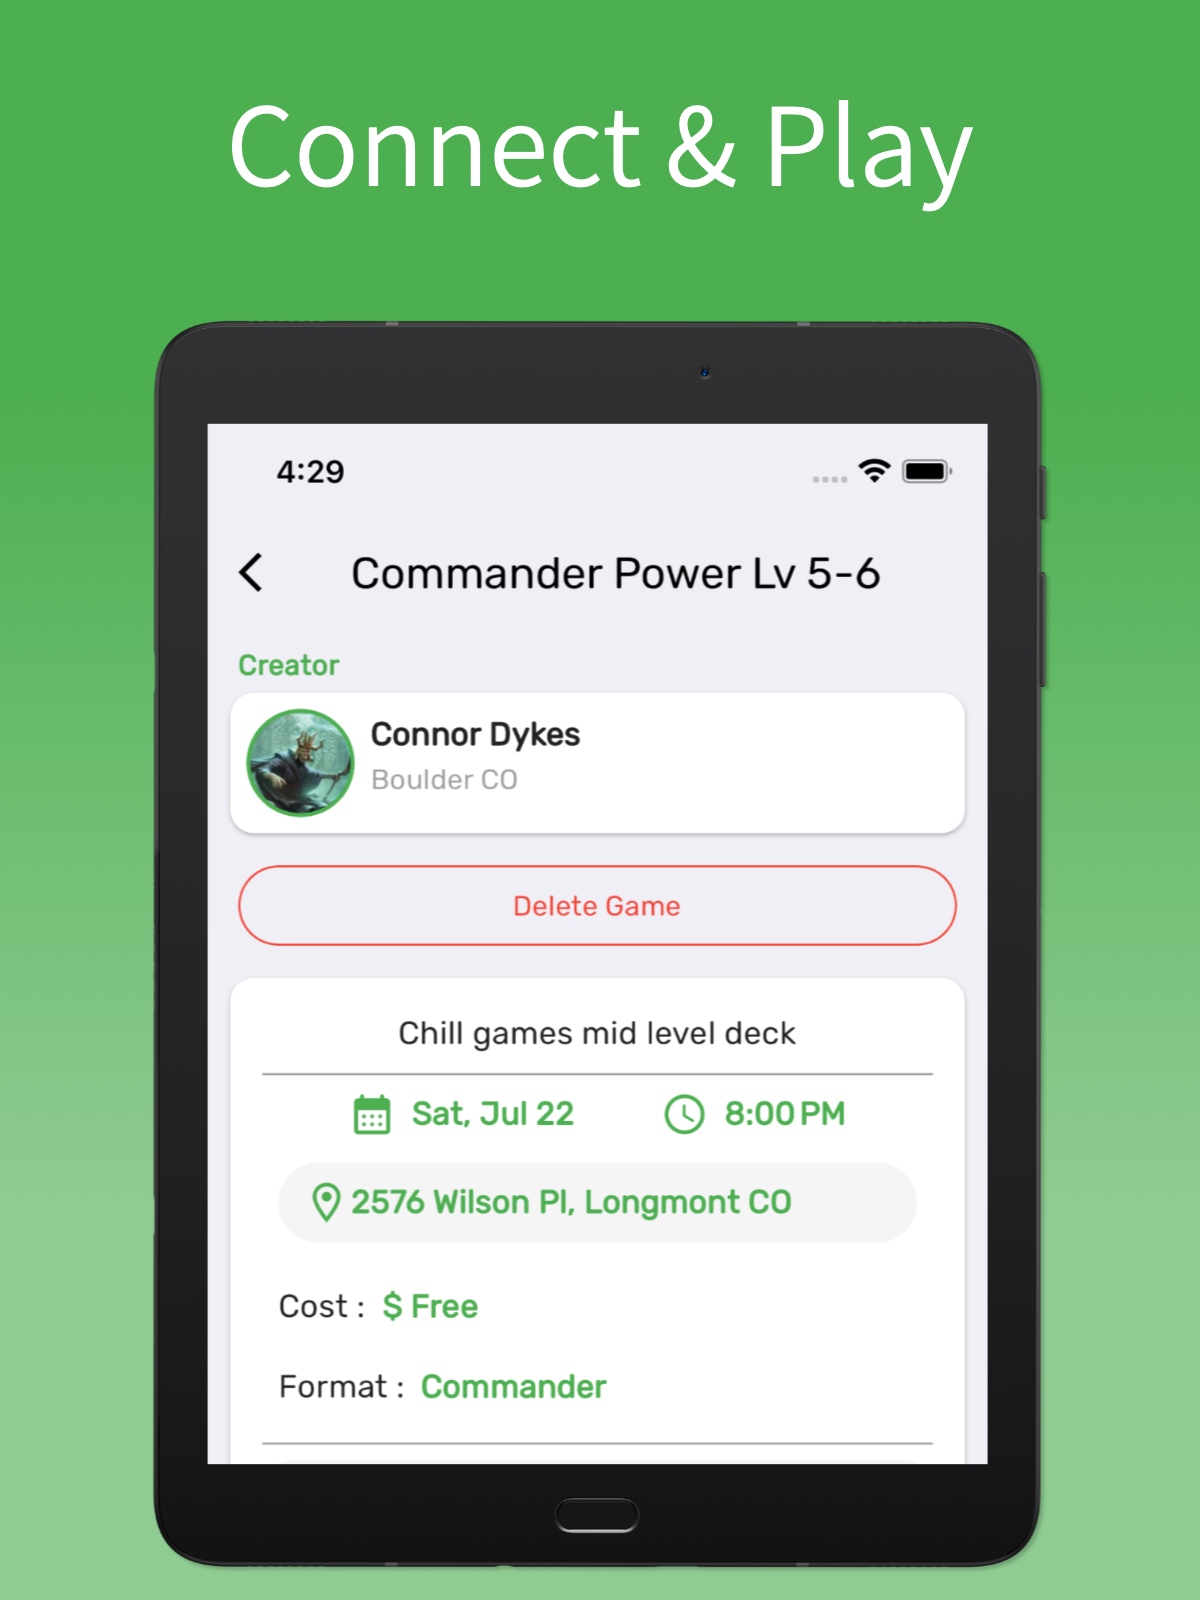 Connect & Play
4:29
Commander Power Lv 5-6
Creator
Connor Dykes
Boulder CO
Delete Game
Chill games mid level deck
Sat, Jul 22 8:00 PM
2576 Wilson Pl, Longmont CO
Cost : $ Free
Format : Commander